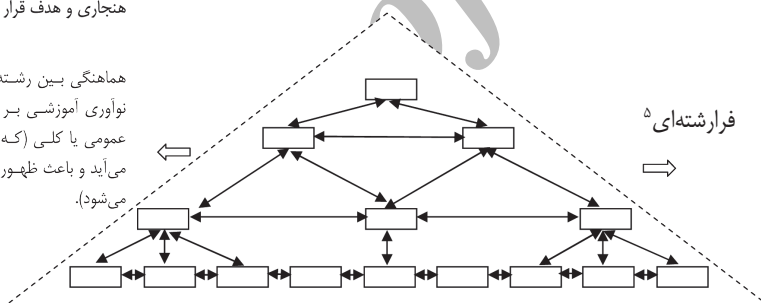 هنجاری و هدف قرار
هماهنگی بین رشته
نوآوری آموزشی بر
عمومی یا کلی (که
می‌آید و باعث ظهور
می‌شود).
فرارشته‌ای۵